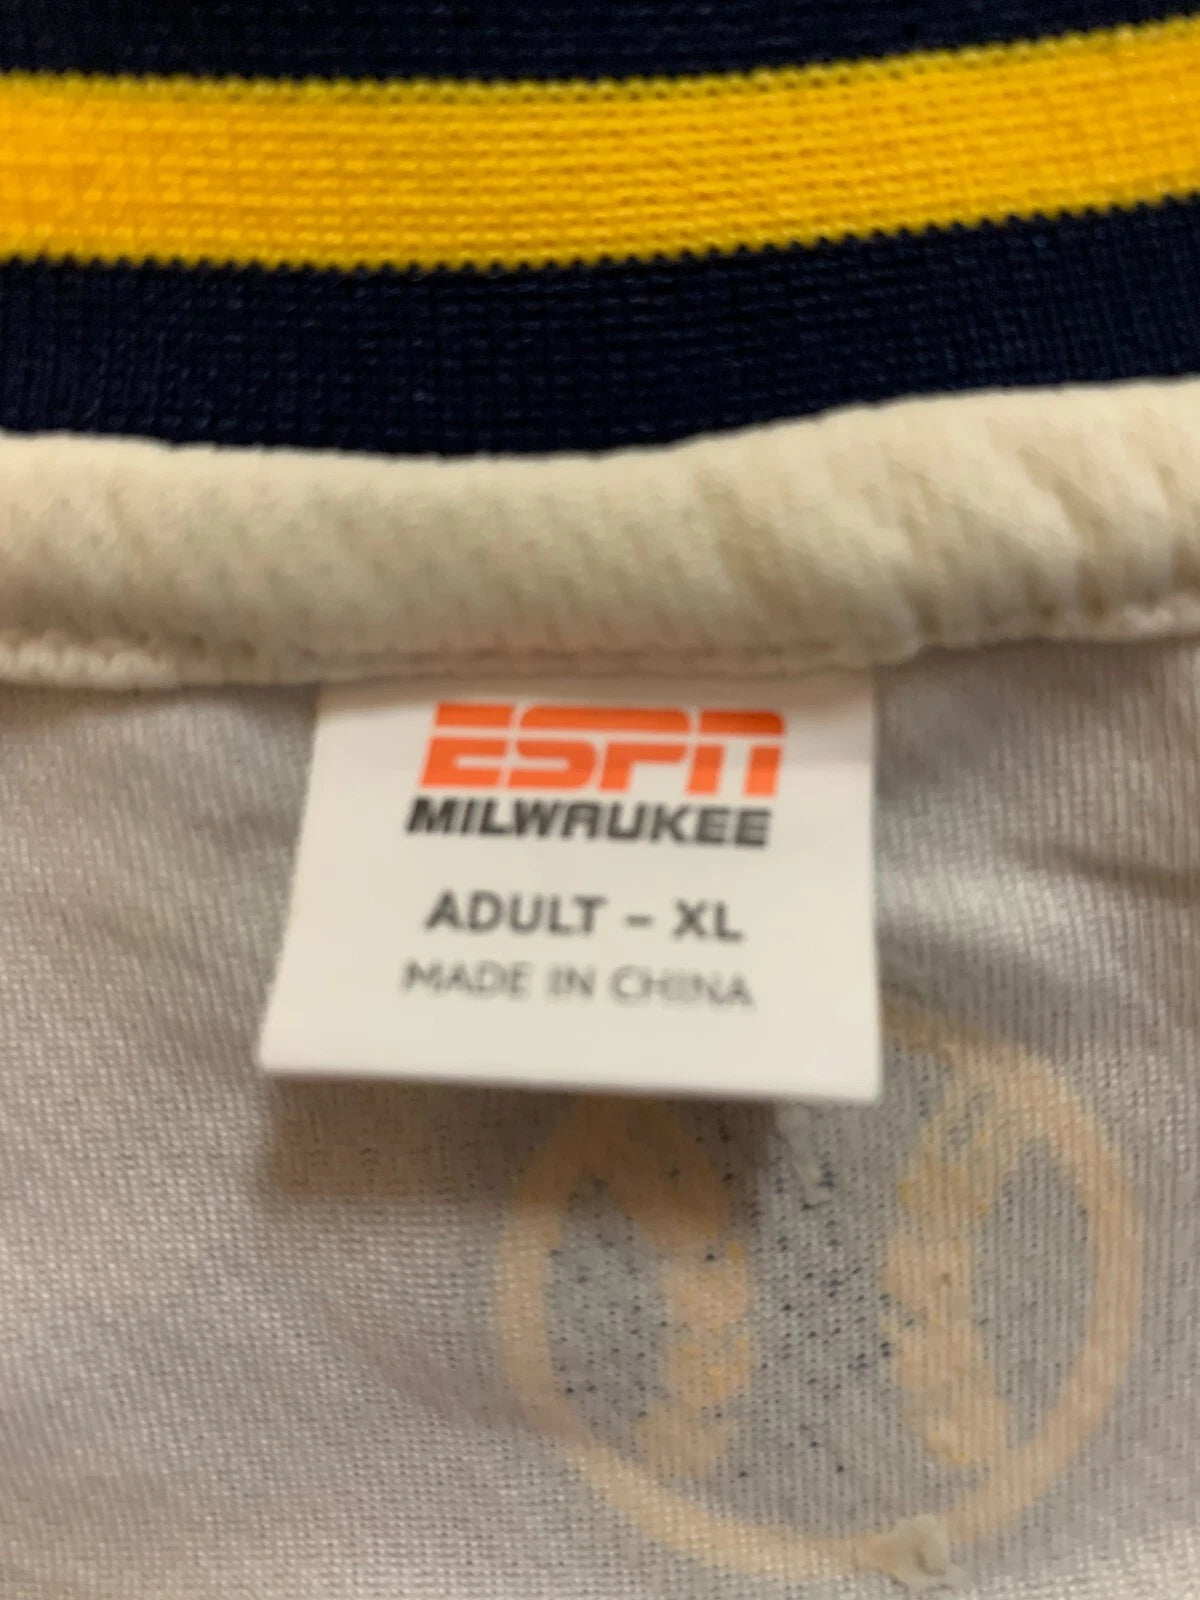 ESPN
MILWAUKEE
ADULT - XL
MADE IN CHINA